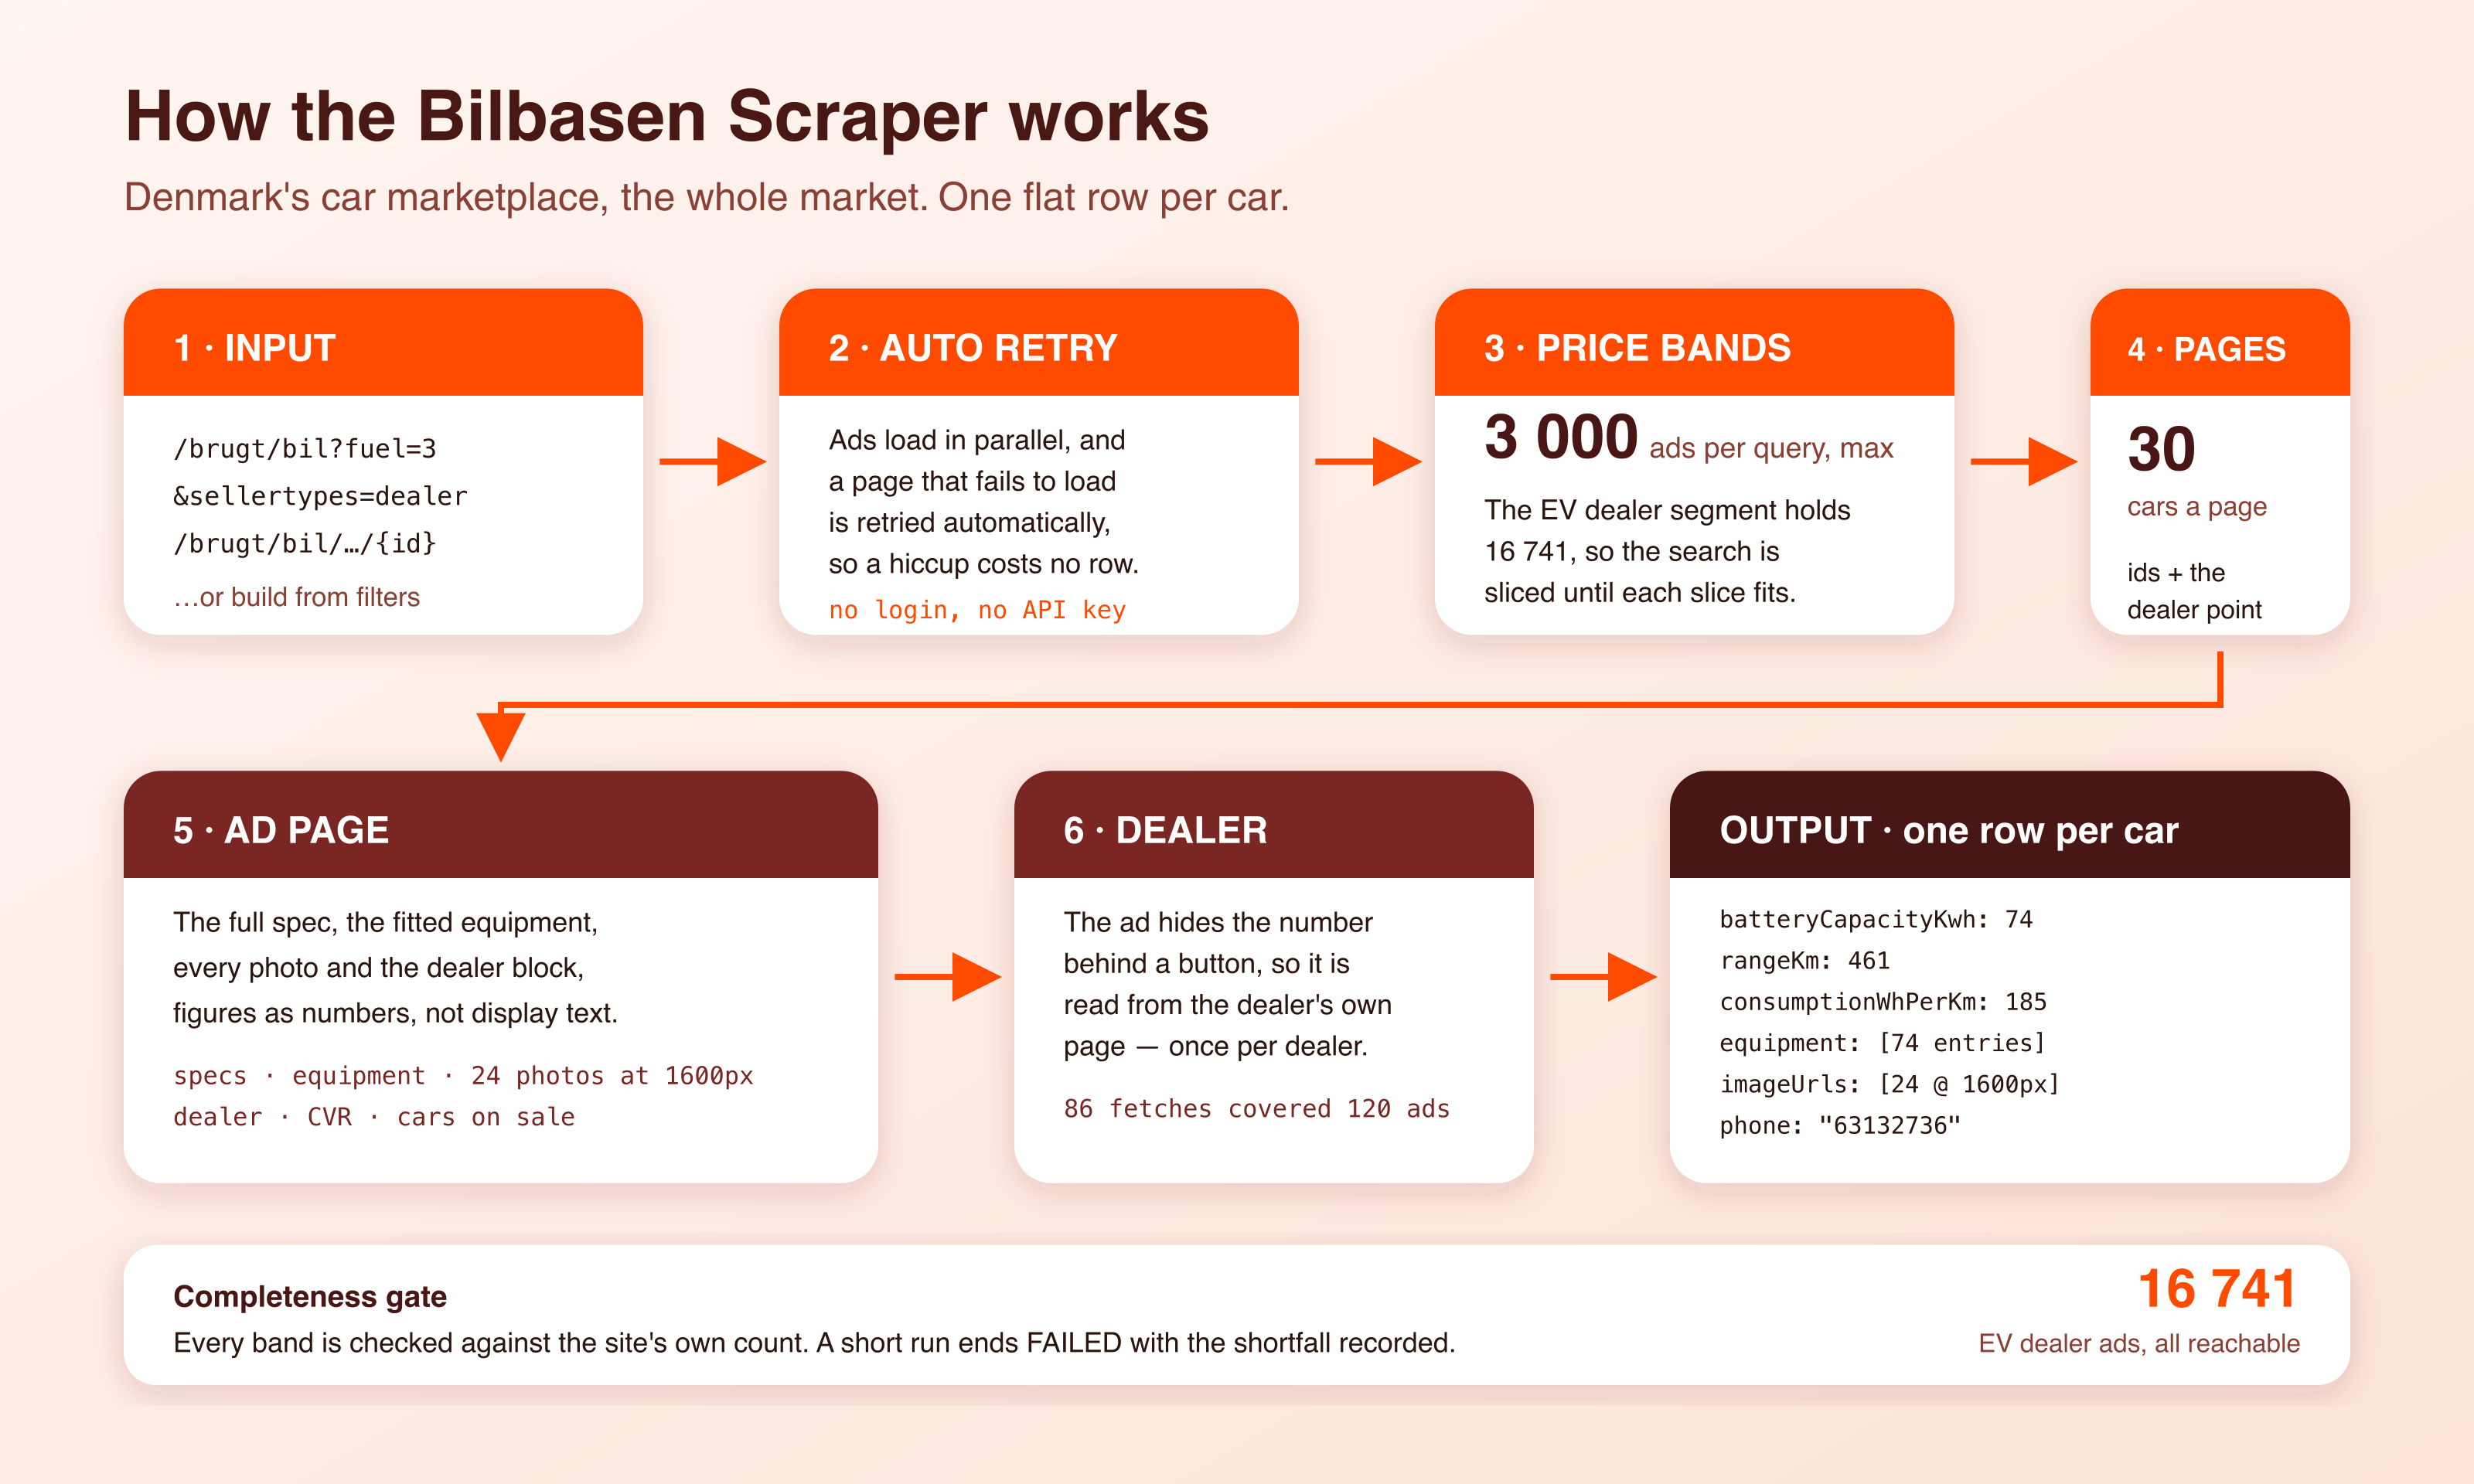 How the Bilbasen Scraper works
Denmark's car marketplace, the whole market. One flat row per car.
1 · INPUT
/brugt/bil?fuel=3
&sellertypes=dealer
/brugt/bil/…/{id}
…or build from filters
2 · AUTO RETRY
Ads load in parallel, and
a page that fails to load
is retried automatically,
so a hiccup costs no row.
no login, no API key
3 · PRICE BANDS
3 000 ads per query, max
The EV dealer segment holds
16 741, so the search is
sliced until each slice fits.
4 · PAGES
30
cars a page
ids + the
dealer point
5 · AD PAGE
The full spec, the fitted equipment,
every photo and the dealer block,
figures as numbers, not display text.
specs · equipment · 24 photos at 1600px
dealer · CVR · cars on sale
6 · DEALER
The ad hides the number
behind a button, so it is
read from the dealer's own
page — once per dealer.
86 fetches covered 120 ads
OUTPUT · one row per car
batteryCapacityKwh: 74
rangeKm: 461
consumptionWhPerKm: 185
equipment: [74 entries]
imageUrls: [24 @ 1600px]
phone: "63132736"
Completeness gate
Every band is checked against the site's own count. A short run ends FAILED with the shortfall recorded.
16 741
EV dealer ads, all reachable